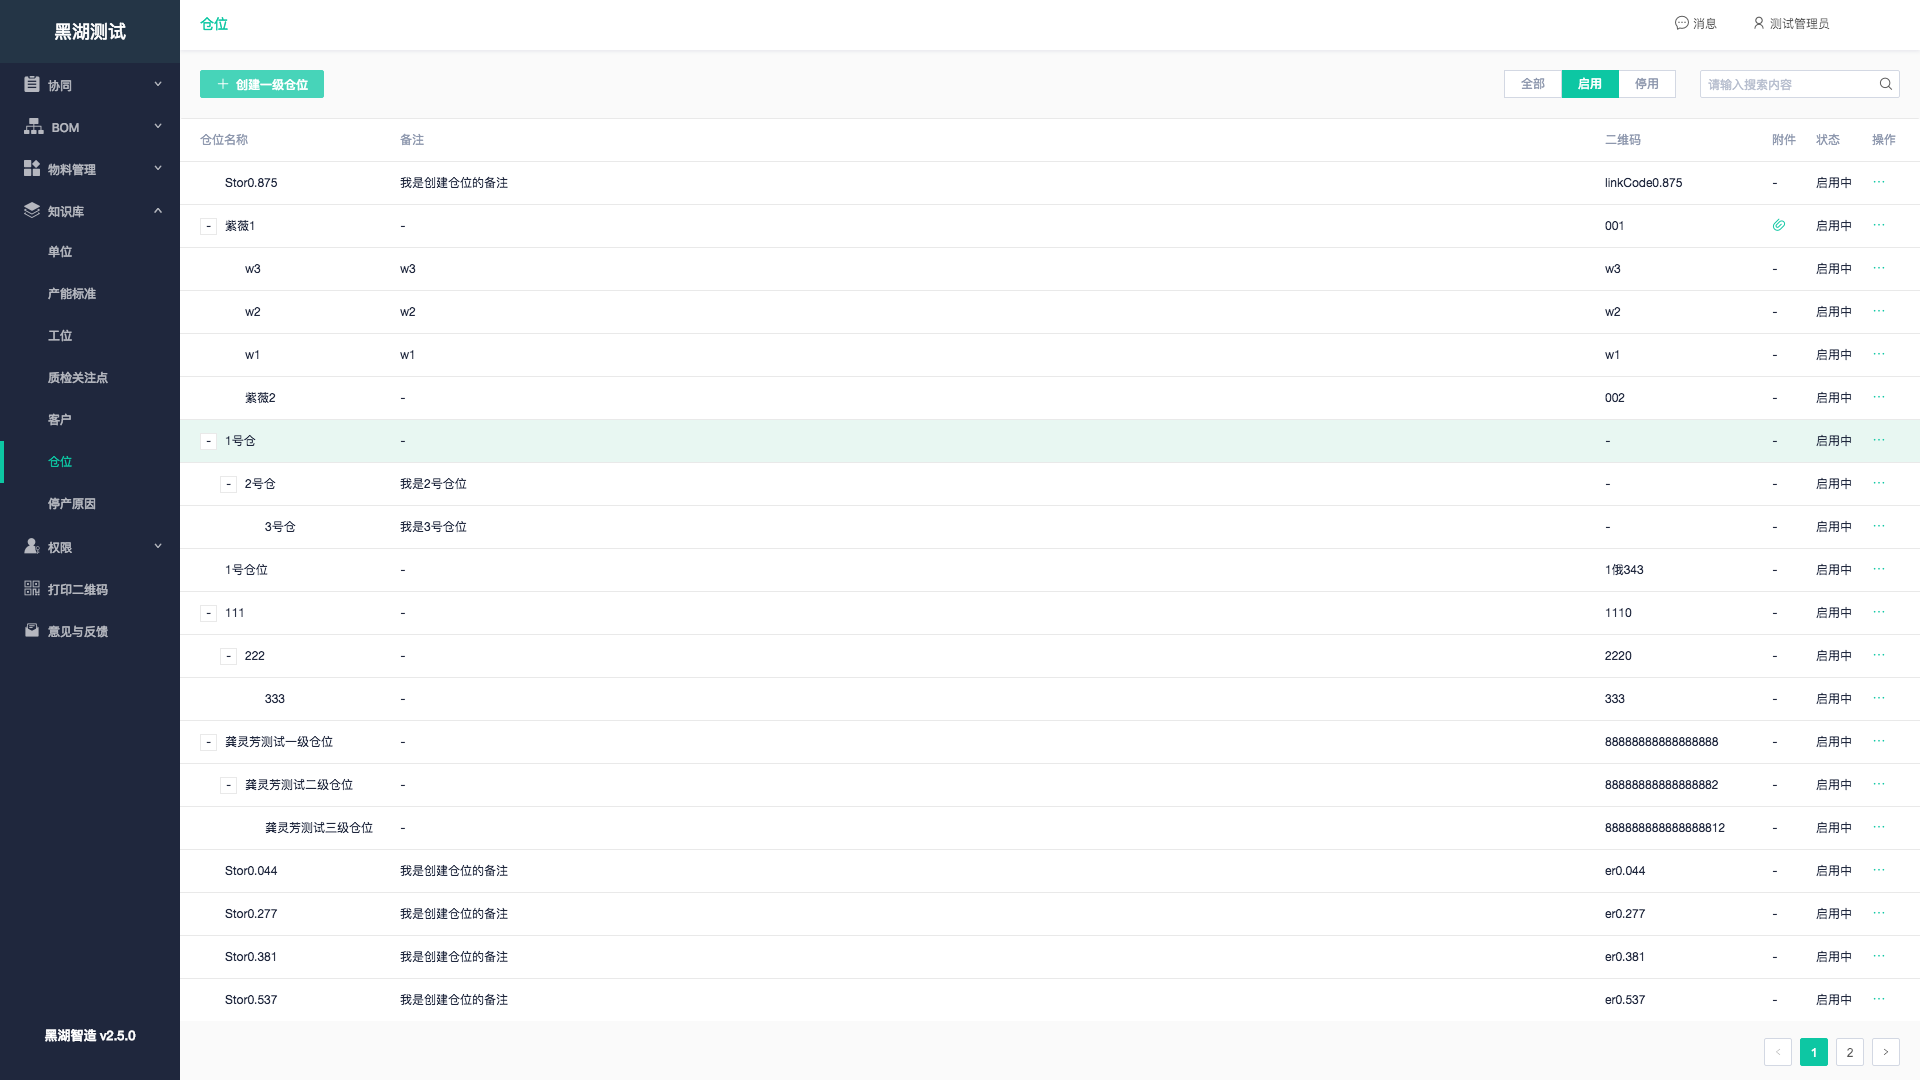 黑湖测试
仓位
消息
测试管理员
协同
BOM
物料管理
知识库
单位
产能标准
工位
质检关注点
客户
仓位
停产原因
权限
打印二维码
意见与反馈
黑湖智造 v2.5.0
创建一级仓位
全部 启用 停用
请输入搜索内容
仓位名称 备注 二维码 附件 状态 操作
Stor0.875 我是创建仓位的备注 linkCode0.875 - 启用中 ...
- 紫薇1 - 001 启用中 ...
w3 w3 w3 - 启用中 ...
w2 w2 w2 - 启用中 ...
w1 w1 w1 - 启用中 ...
紫薇2 - 002 - 启用中 ...
- 1号仓 - - - 启用中 ...
- 2号仓 我是2号仓位 - - 启用中 ...
3号仓 我是3号仓位 - - 启用中 ...
1号仓位 - 1俄343 - 启用中 ...
- 111 - 1110 - 启用中 ...
- 222 - 2220 - 启用中 ...
333 - 333 - 启用中 ...
- 龚灵芳测试一级仓位 - 88888888888888888 - 启用中 ...
- 龚灵芳测试二级仓位 - 88888888888888882 - 启用中 ...
龚灵芳测试三级仓位 - 888888888888888812 - 启用中 ...
Stor0.044 我是创建仓位的备注 er0.044 - 启用中 ...
Stor0.277 我是创建仓位的备注 er0.277 - 启用中 ...
Stor0.381 我是创建仓位的备注 er0.381 - 启用中 ...
Stor0.537 我是创建仓位的备注 er0.537 - 启用中 ...
< 1 2 >